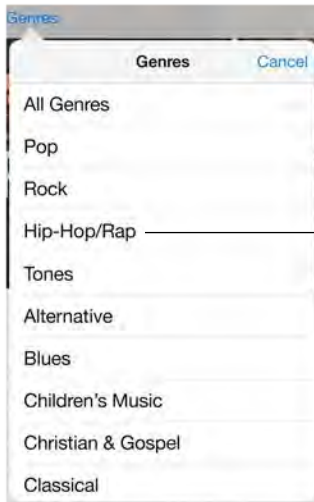 Genres
Genres Cancel
All Genres
Pop
Rock
Hip-Hop/Rap
Tones
Alternative
Blues
Children's Music
Christian & Gospel
Classical